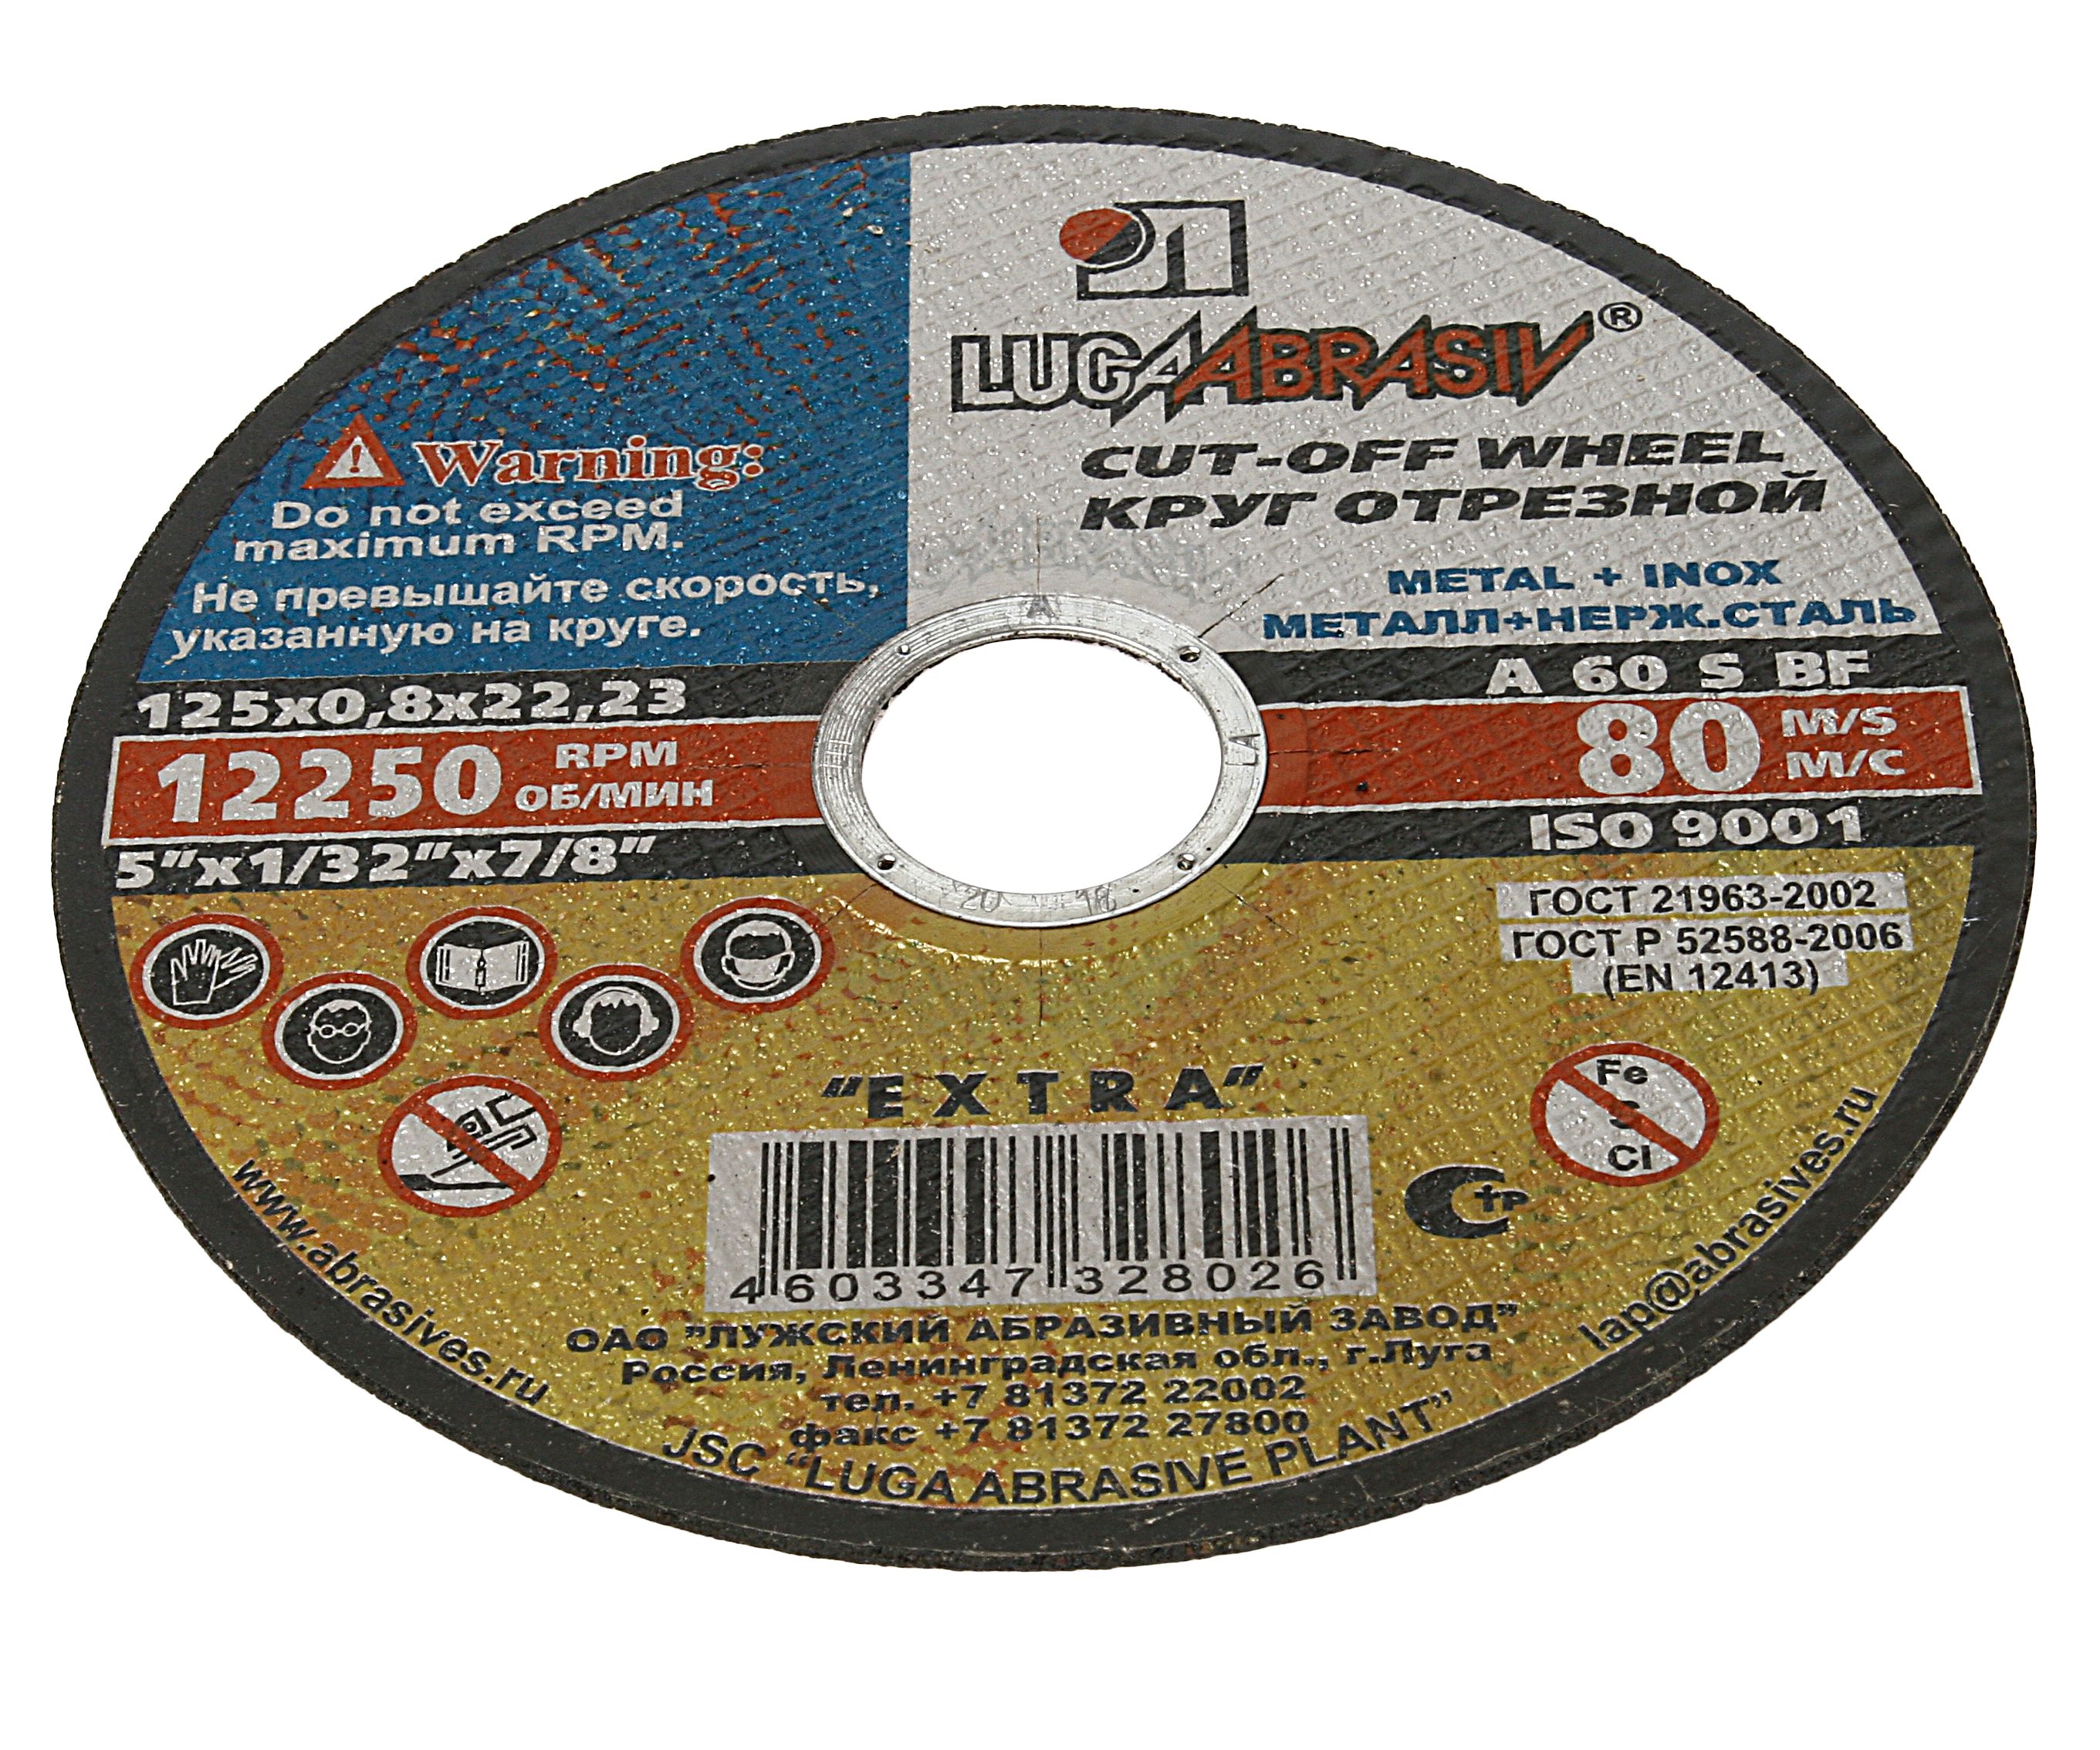 LUGAABRASIV®
CUT-OFF WHEEL
КРУГ ОТРЕЗНОЙ
METAL + INOX
МЕТАЛЛ+НЕРЖ.СТАЛЬ
Warning:
Do not exceed
maximum RPM.
Не превышайте скорость,
указанную на круге.
125x0,8x22,23
12250 RPM
ОБ/МИН
5"x1/32"x7/8"
A 60 S BF
80 M/S
М/С
ISO 9001
ГОСТ 21963-2002
ГОСТ Р 52588-2006
(EN 12413)
Fe
S
Cl
"EXTRA"
4 603347 328026
ОАО "ЛУЖСКИЙ АБРАЗИВНЫЙ ЗАВОД"
Россия, Ленинградская обл., г.Луга
тел. +7 81372 22002
факс +7 81372 27800
JSC "LUGA ABRASIVE PLANT"
www.abrasives.ru
lap@abrasives.ru